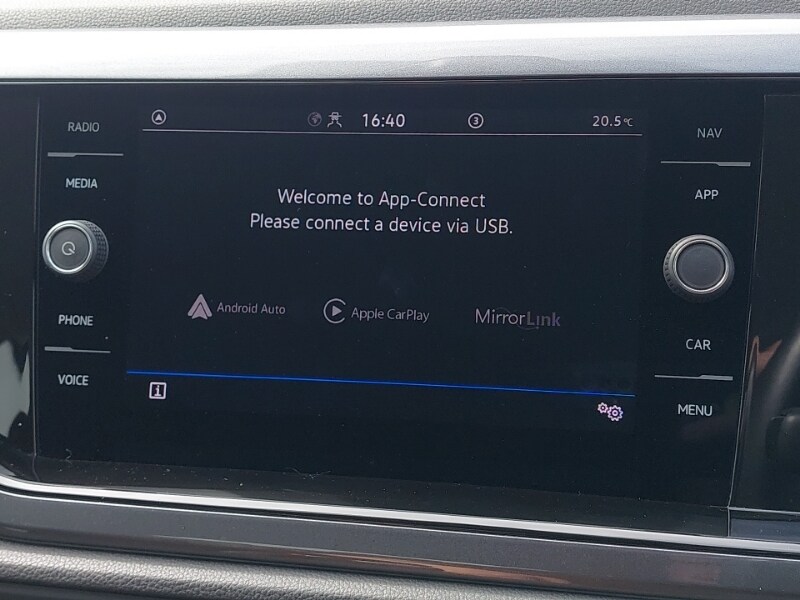 RADIO
MEDIA
PHONE
VOICE
16:40
3
20.5°C
Welcome to App-Connect
Please connect a device via USB.
Android Auto
Apple CarPlay
MirrorLink
i
NAV
APP
CAR
MENU